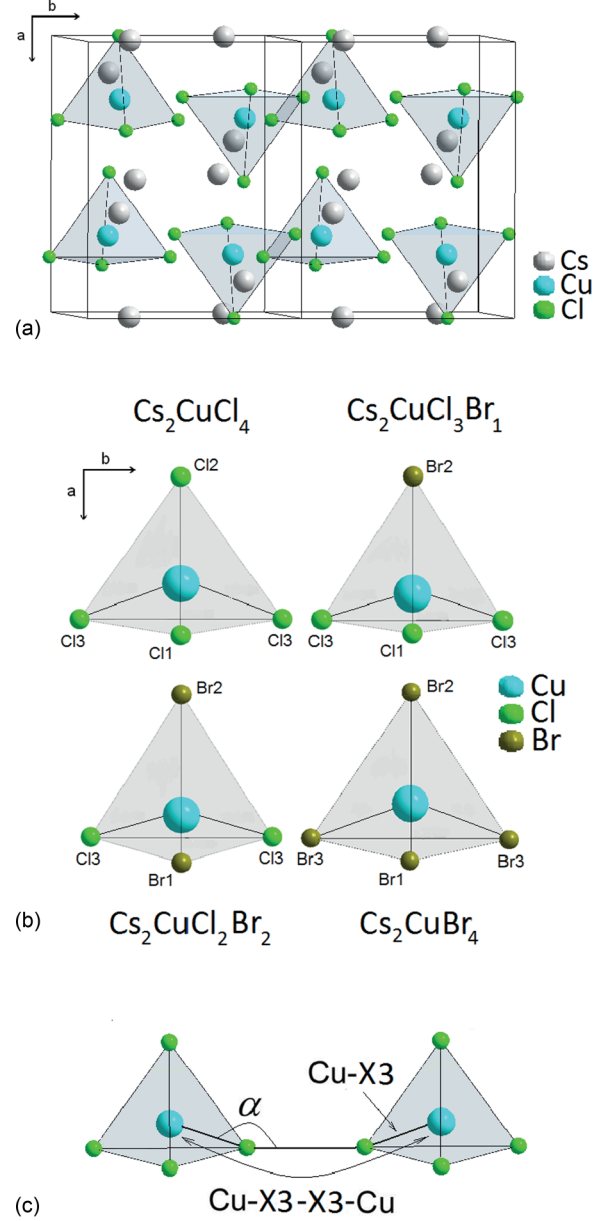 b
a
Cs
Cu
Cl
(a)
Cs₂CuCl₄ Cs₂CuCl₃Br₁
b
a
Cl2 Br2
Cl3 Cl1 Cl3 Cl3 Cl1 Cl3
Cu
Cl
Br
Br2 Br2
Cl3 Br1 Cl3 Br3 Br1 Br3
(b)
Cs₂CuCl₂Br₂ Cs₂CuBr₄
Cu-X3
α
Cu-X3-X3-Cu
(c)